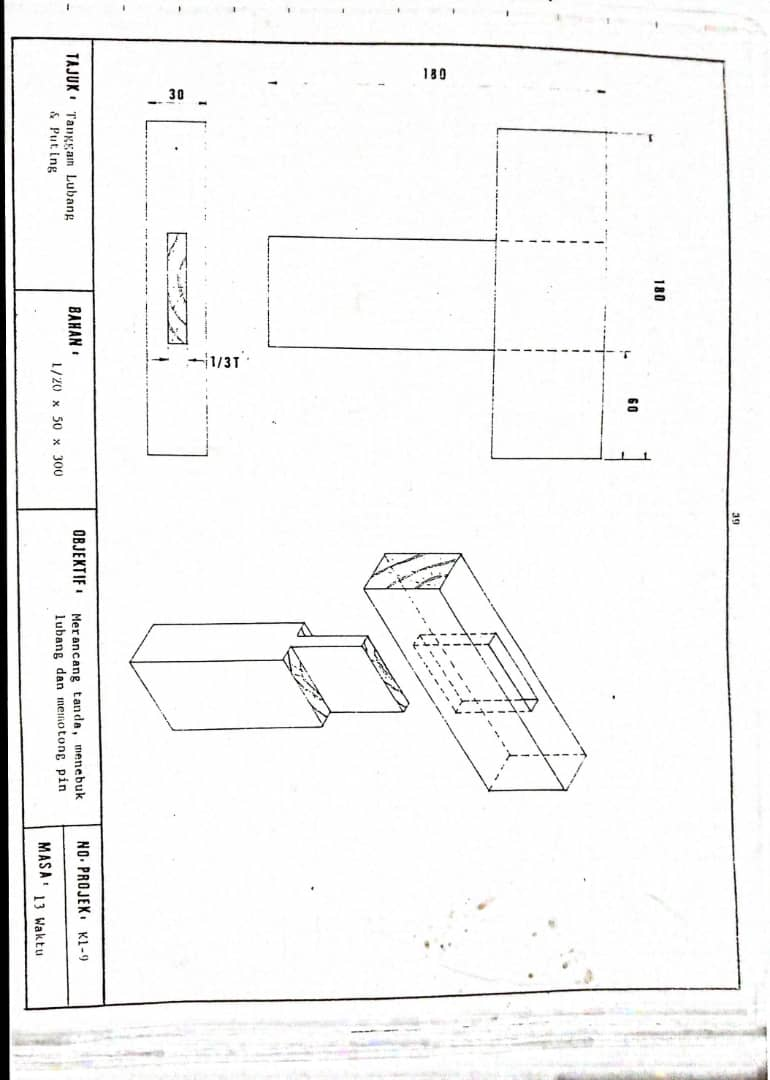 39
180
60
180
30
1/3T
TAJUK: Tanggam Lubang
& Puting
BAHAN:
1/20 x 50 x 300
OBJEKTIF: Merancang tanda, menebuk
lubang dan memotong pin
NO. PROJEK: K1-9
MASA: 13 Waktu